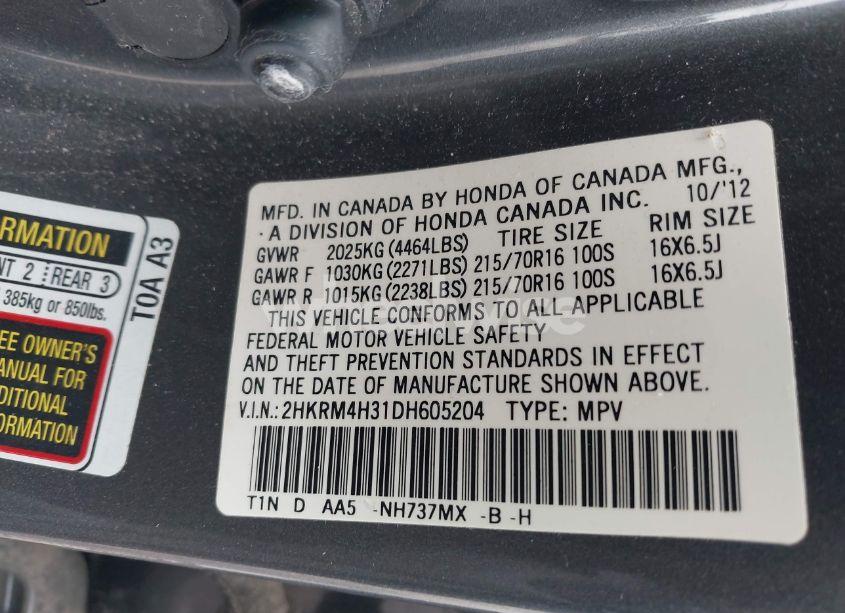 RMATION
NT 2 REAR 3
385kg or 850lbs.
EE OWNER'S
MANUAL FOR
DITIONAL
FORMATION
T0A A3
MFD. IN CANADA BY HONDA OF CANADA MFG.,
· A DIVISION OF HONDA CANADA INC. 10/'12
GVWR 2025KG (4464LBS) TIRE SIZE RIM SIZE
GAWR F 1030KG (2271LBS) 215/70R16 100S 16X6.5J
GAWR R 1015KG (2238LBS) 215/70R16 100S 16X6.5J
THIS VEHICLE CONFORMS TO ALL APPLICABLE
FEDERAL MOTOR VEHICLE SAFETY
AND THEFT PREVENTION STANDARDS IN EFFECT
ON THE DATE OF MANUFACTURE SHOWN ABOVE.
V.I.N.: 2HKRM4H31DH605204 TYPE: MPV
T1N D AA5 -NH737MX -B -H